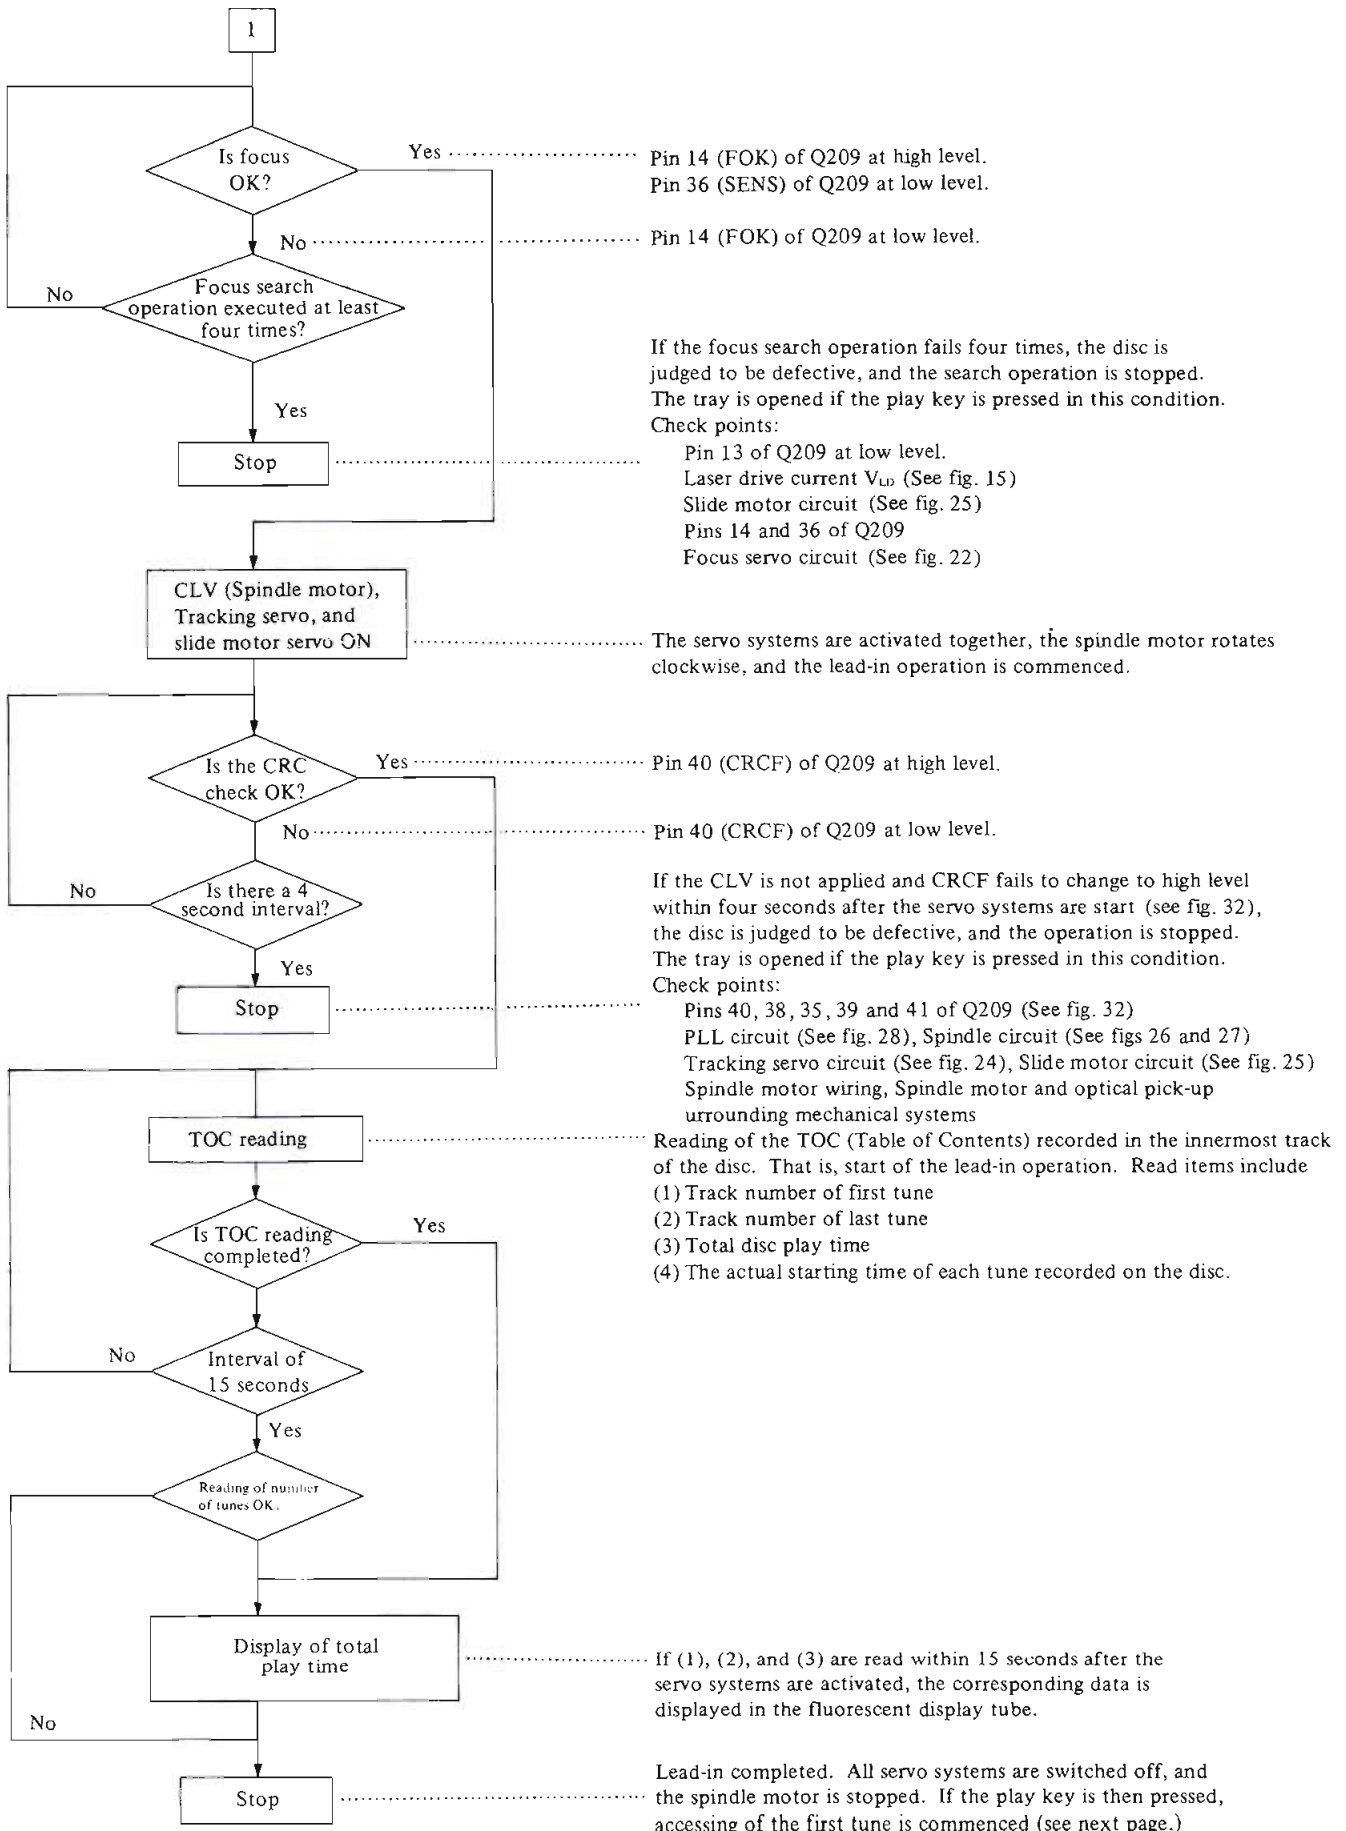 1
Is focus
OK?
Yes
Pin 14 (FOK) of Q209 at high level.
Pin 36 (SENS) of Q209 at low level.
No
Pin 14 (FOK) of Q209 at low level.
No
Focus search
operation executed at least
four times?
If the focus search operation fails four times, the disc is
judged to be defective, and the search operation is stopped.
The tray is opened if the play key is pressed in this condition.
Check points:
Pin 13 of Q209 at low level.
Laser drive current VLD (See fig. 15)
Slide motor circuit (See fig. 25)
Pins 14 and 36 of Q209
Focus servo circuit (See fig. 22)
Yes
Stop
CLV (Spindle motor),
Tracking servo, and
slide motor servo ON
The servo systems are activated together, the spindle motor rotates
clockwise, and the lead-in operation is commenced.
Is the CRC
check OK?
Yes
Pin 40 (CRCF) of Q209 at high level.
No
Pin 40 (CRCF) of Q209 at low level.
No
Is there a 4
second interval?
If the CLV is not applied and CRCF fails to change to high level
within four seconds after the servo systems are start (see fig. 32),
the disc is judged to be defective, and the operation is stopped.
The tray is opened if the play key is pressed in this condition.
Check points:
Pins 40, 38, 35, 39 and 41 of Q209 (See fig. 32)
PLL circuit (See fig. 28), Spindle circuit (See figs 26 and 27)
Tracking servo circuit (See fig. 24), Slide motor circuit (See fig. 25)
Spindle motor wiring, Spindle motor and optical pick-up
urrounding mechanical systems
Yes
Stop
TOC reading
Reading of the TOC (Table of Contents) recorded in the innermost track
of the disc. That is, start of the lead-in operation. Read items include
(1) Track number of first tune
(2) Track number of last tune
(3) Total disc play time
(4) The actual starting time of each tune recorded on the disc.
Is TOC reading
completed?
Yes
No
Interval of
15 seconds
Yes
Reading of number
of tunes OK.
Display of total
play time
If (1), (2), and (3) are read within 15 seconds after the
servo systems are activated, the corresponding data is
displayed in the fluorescent display tube.
No
Stop
Lead-in completed. All servo systems are switched off, and
the spindle motor is stopped. If the play key is then pressed,
accessing of the first tune is commenced (see next page.)